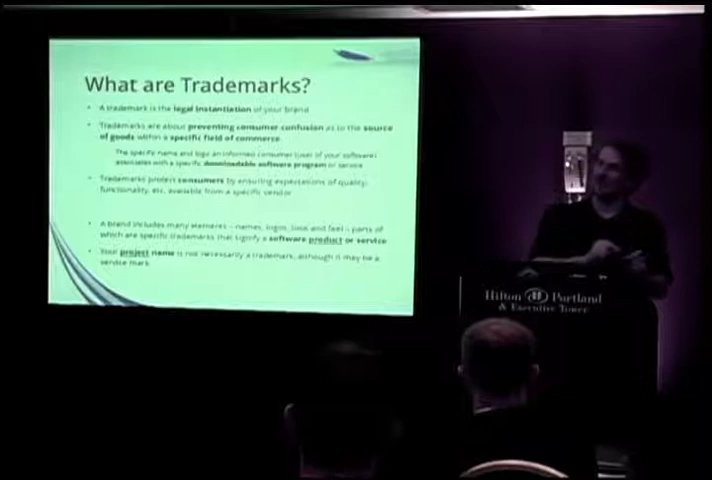 What are Trademarks?
A trademark is the legal instantiation of your brand
Trademarks are about preventing consumer confusion as to the source
of goods within a specific field of commerce.
The specific name and logo an informed consumer (user of your software)
associates with a specific downloadable software program or service
Trademarks protect consumers by ensuring expectations of quality,
functionality, etc. available from a specific vendor
A brand includes many elements – names, logos, look and feel – parts of
which are specific trademarks that signify a software product or service
Your project name is not necessarily a trademark, although it may be a
service mark
Hilton Portland
& Executive Tower